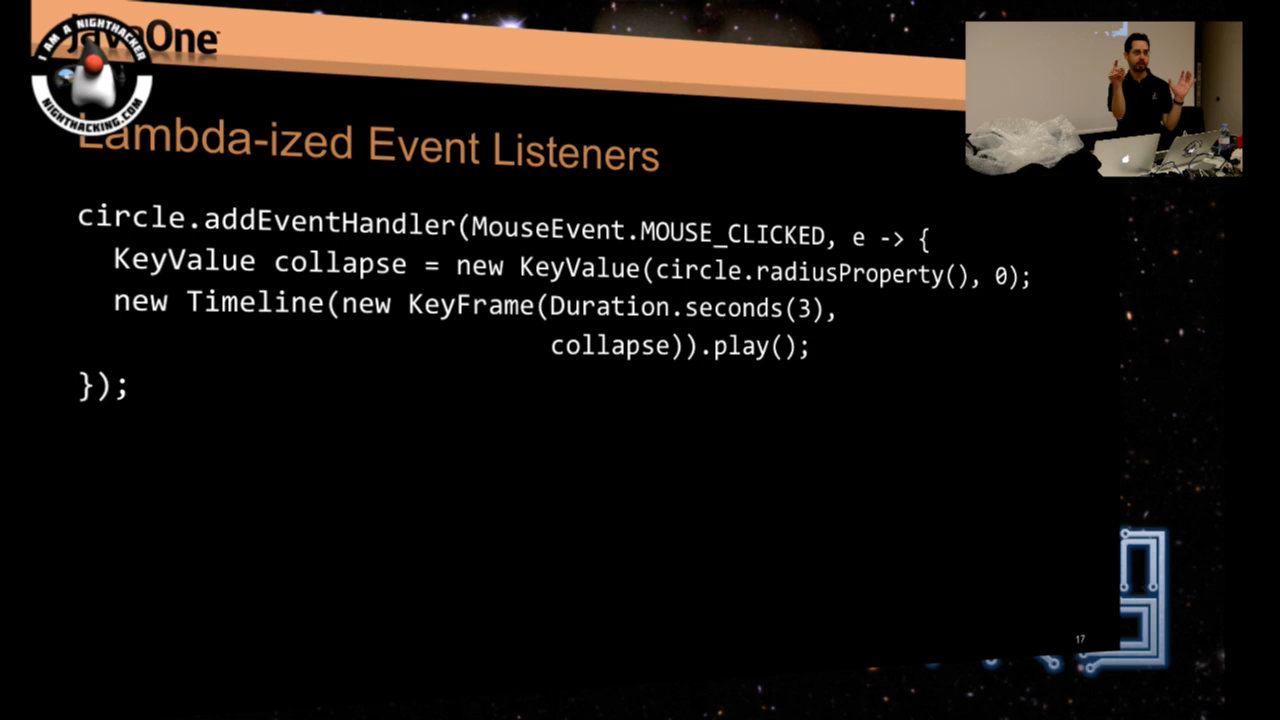 JavaOne
I AM A NIGHTHACKER
NIGHTHACKING.COM
Lambda-ized Event Listeners
circle.addEventHandler(MouseEvent.MOUSE_CLICKED, e -> {
KeyValue collapse = new KeyValue(circle.radiusProperty(), 0);
new Timeline(new KeyFrame(Duration.seconds(3),
collapse)).play();
});
17